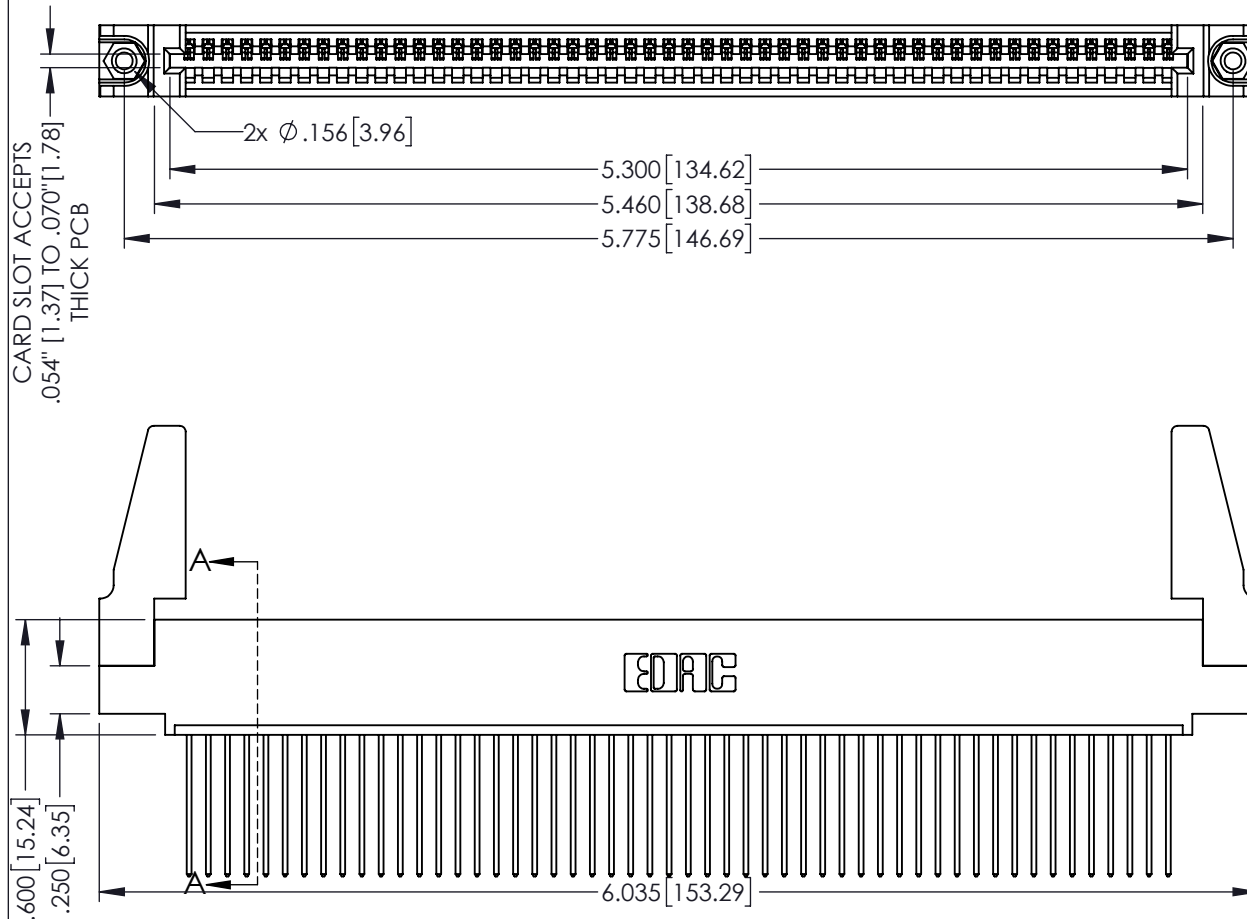 2x Ø .156[3.96]
5.300[134.62]
5.460[138.68]
5.775[146.69]
CARD SLOT ACCEPTS
.054" [1.37] TO .070"[1.78]
THICK PCB
A
EDAC
A
.600[15.24]
.250[6.35]
6.035[153.29]